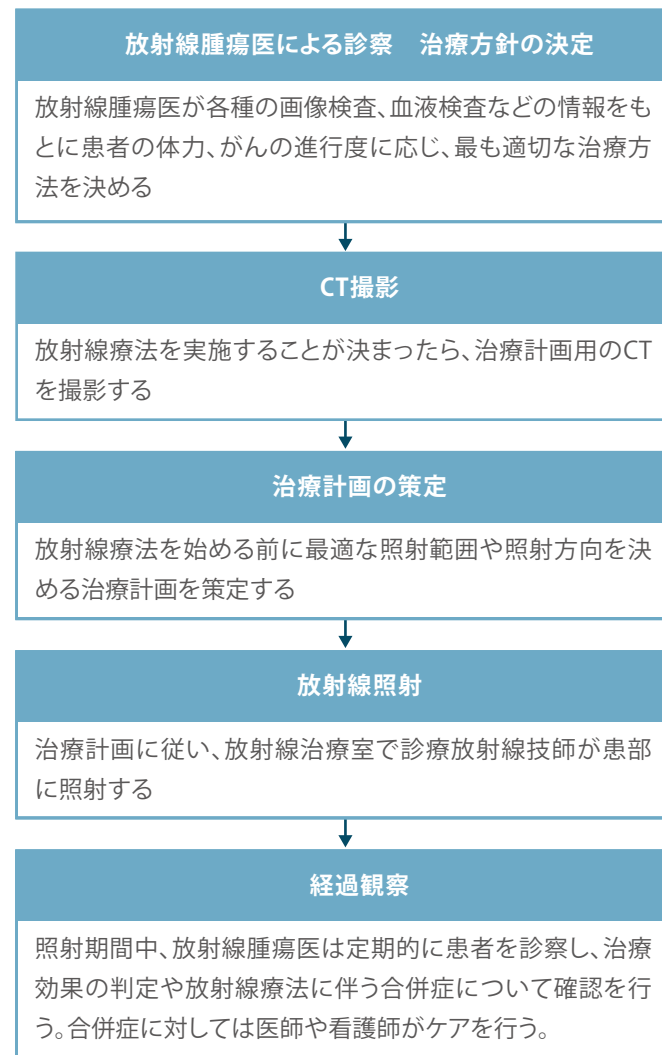 放射線腫瘍医による診察　治療方針の決定
放射線腫瘍医が各種の画像検査、血液検査などの情報をも
とに患者の体力、がんの進行度に応じ、最も適切な治療方
法を決める
CT撮影
放射線療法を実施することが決まったら、治療計画用のCT
を撮影する
治療計画の策定
放射線療法を始める前に最適な照射範囲や照射方向を決
める治療計画を策定する
放射線照射
治療計画に従い、放射線治療室で診療放射線技師が患部
に照射する
経過観察
照射期間中、放射線腫瘍医は定期的に患者を診察し、治療
効果の判定や放射線療法に伴う合併症について確認を行
う。合併症に対しては医師や看護師がケアを行う。